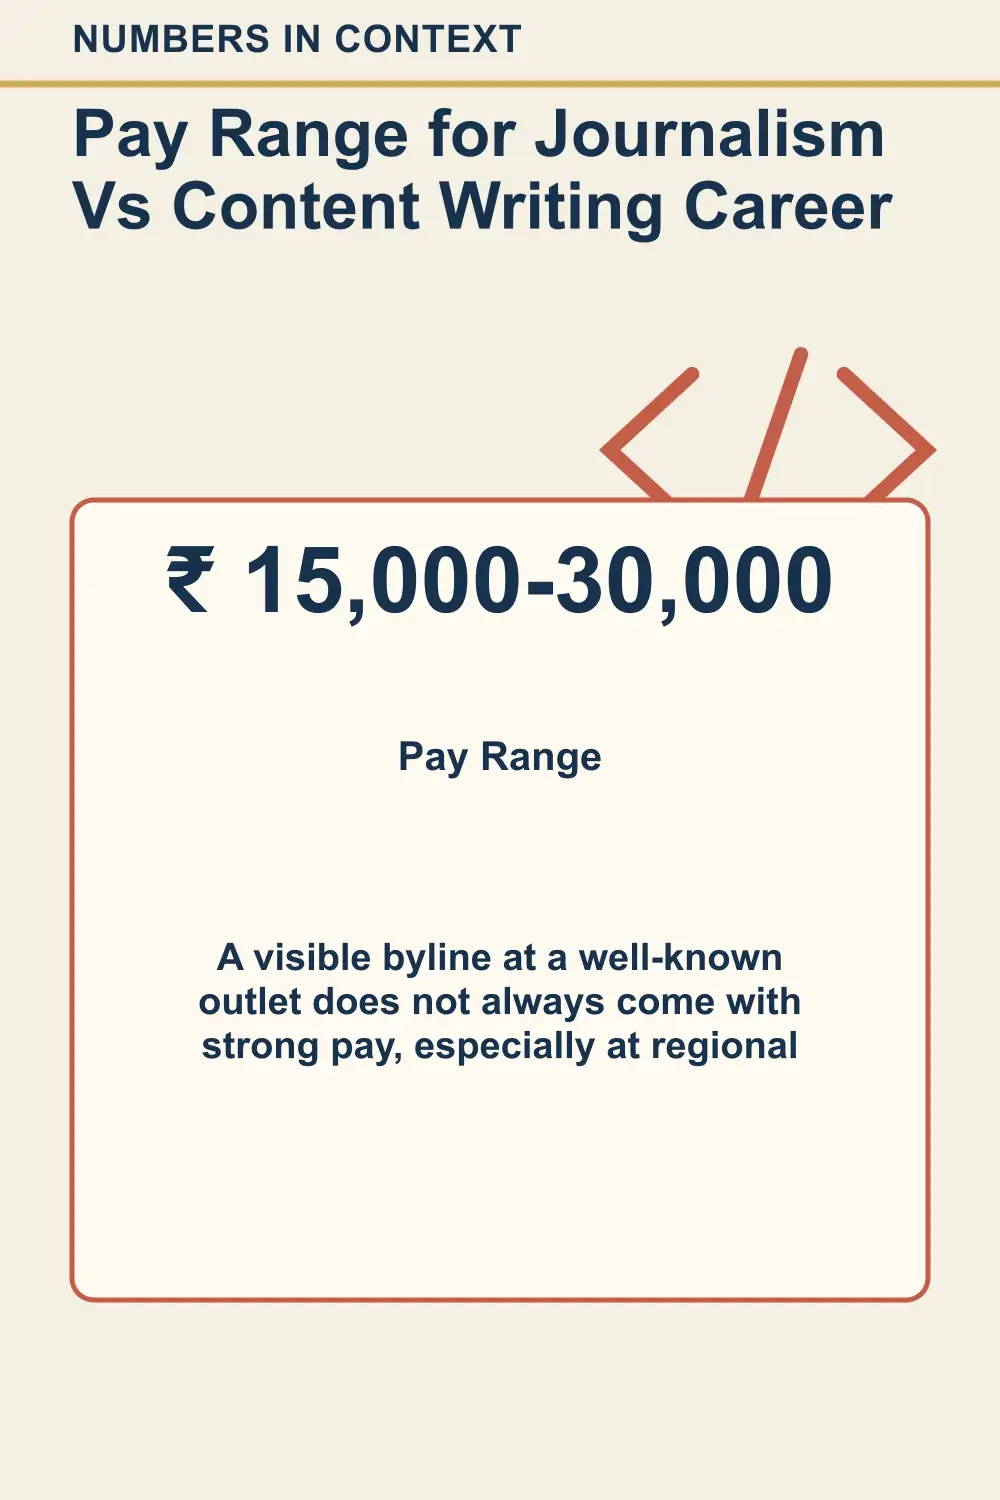 NUMBERS IN CONTEXT
Pay Range for Journalism
Vs Content Writing Career
₹ 15,000-30,000
Pay Range
A visible byline at a well-known
outlet does not always come with
strong pay, especially at regional